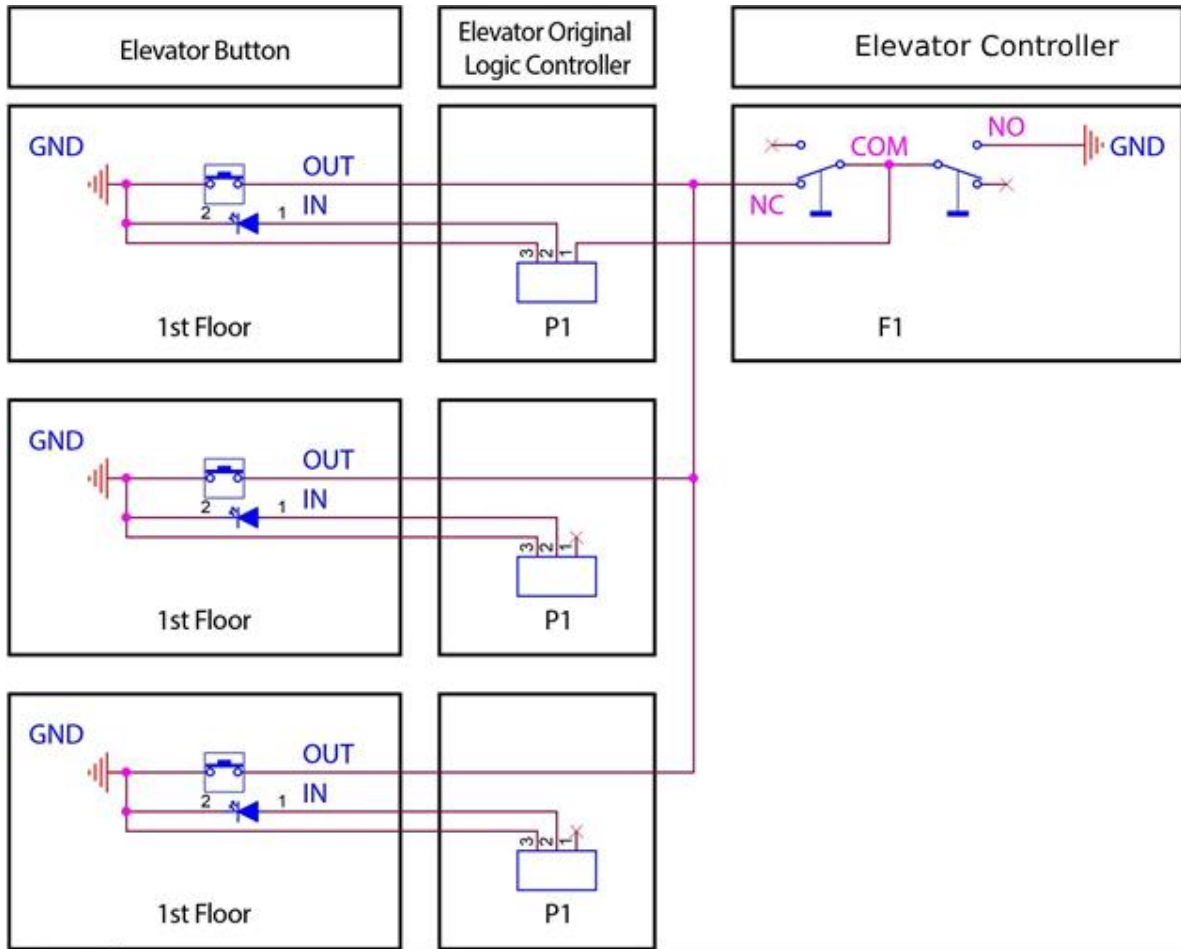 Elevator Button
Elevator Original
Logic Controller
Elevator Controller
GND
OUT
IN
2
1
3
2
1
1st Floor
P1
NC
COM
NO
GND
F1
GND
OUT
IN
2
1
3
2
1
1st Floor
P1
GND
OUT
IN
2
1
3
2
1
1st Floor
P1